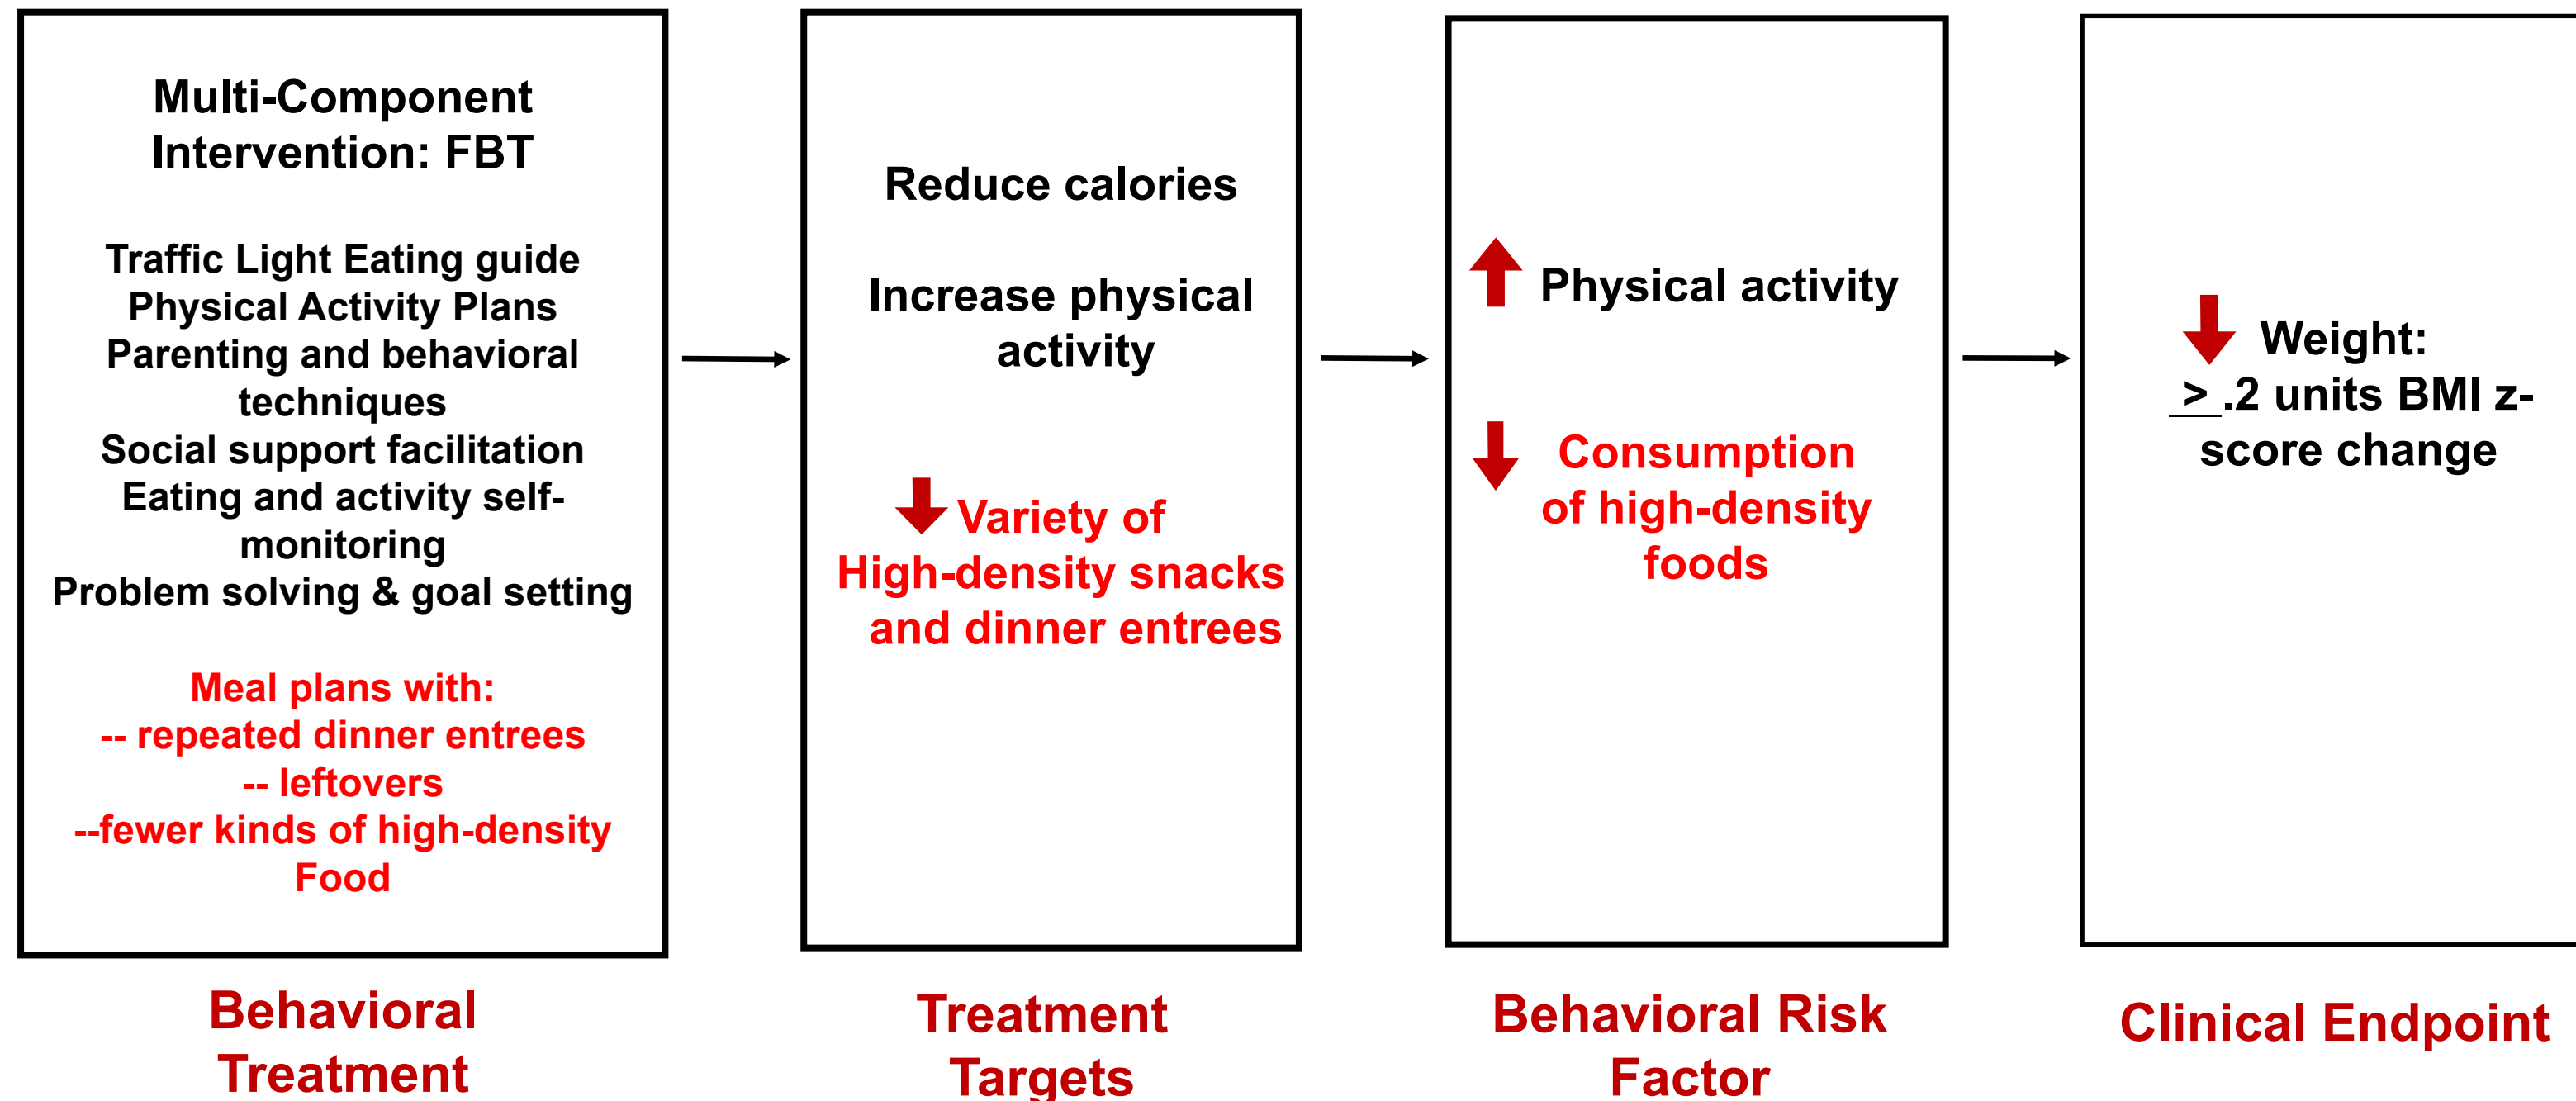 Multi-Component
Intervention: FBT
Traffic Light Eating guide
Physical Activity Plans
Parenting and behavioral
techniques
Social support facilitation
Eating and activity self-
monitoring
Problem solving & goal setting
Meal plans with:
-- repeated dinner entrees
-- leftovers
--fewer kinds of high-density
Food
Behavioral
Treatment
Reduce calories
Increase physical
activity
Variety of
High-density snacks
and dinner entrees
Treatment
Targets
Physical activity
Consumption
of high-density
foods
Behavioral Risk
Factor
Weight:
> .2 units BMI z-
score change
Clinical Endpoint